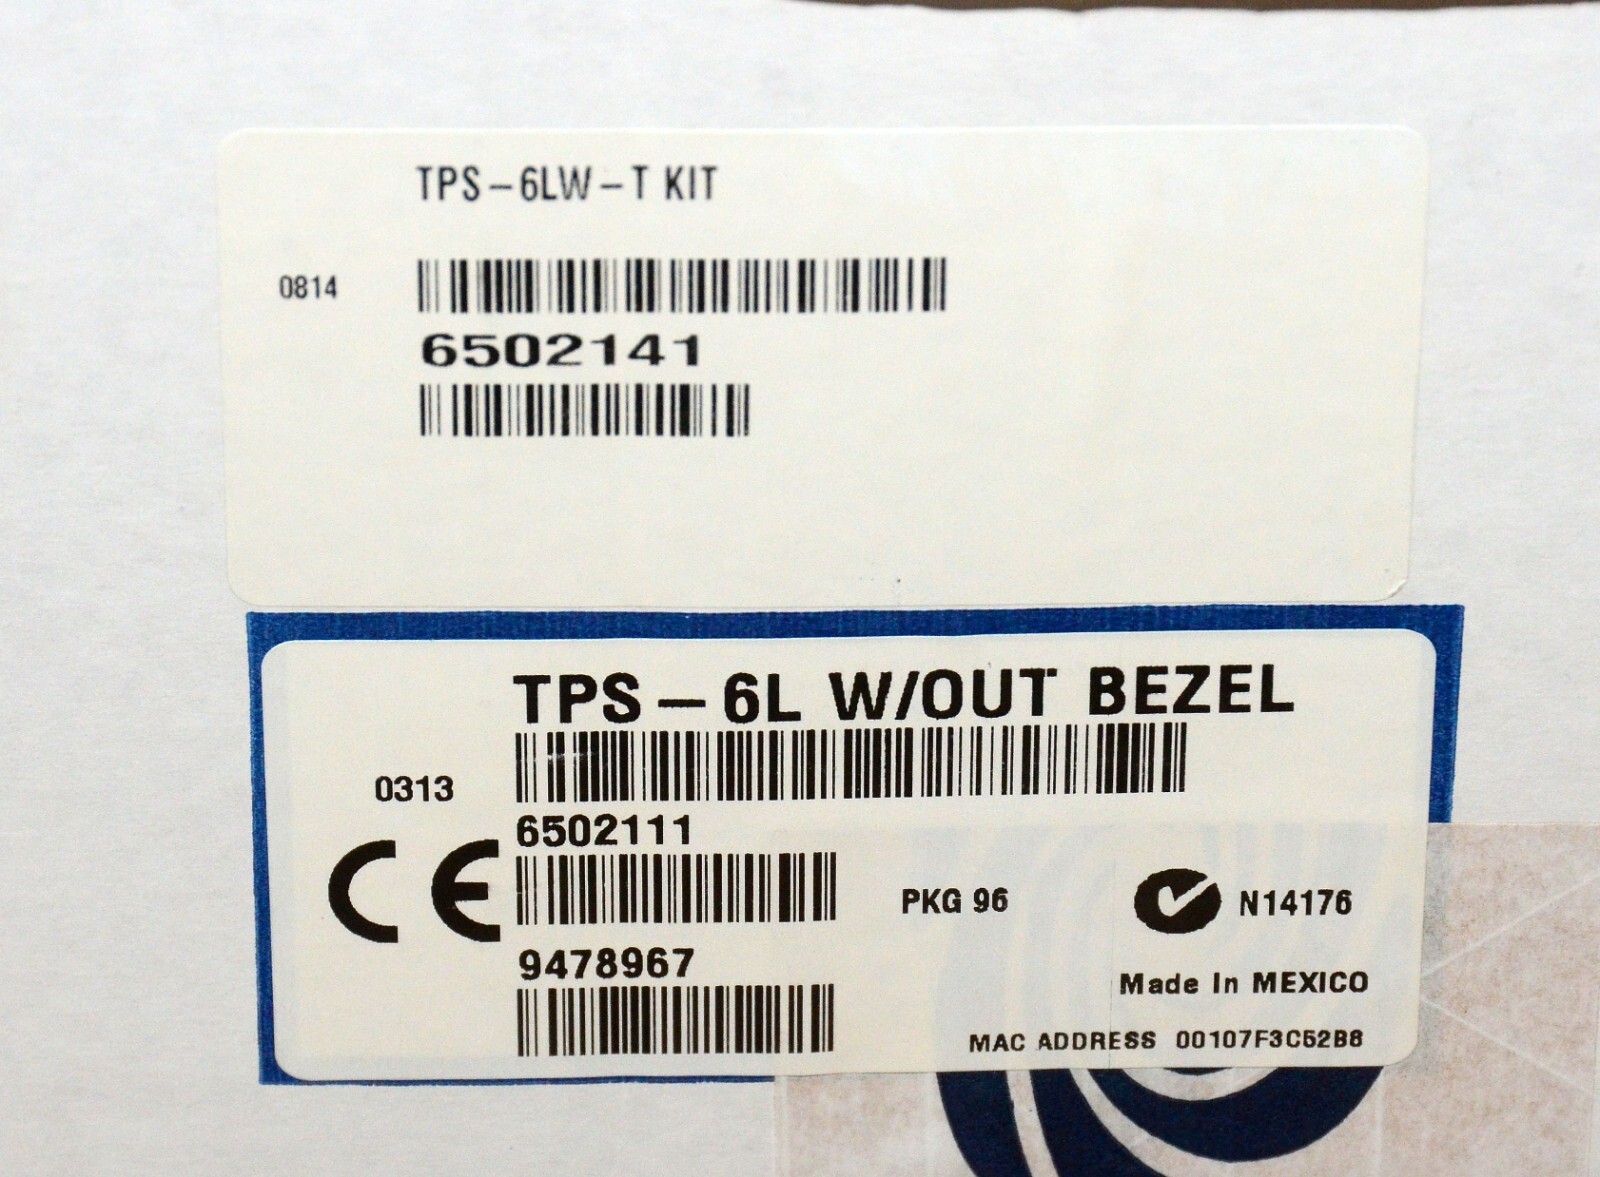 TPS-6LW-T KIT
0814
6502141
TPS-6L W/OUT BEZEL
0313
6502111
CE
PKG 96
N14176
9478967
Made In MEXICO
MAC ADDRESS 00107F3C52B8